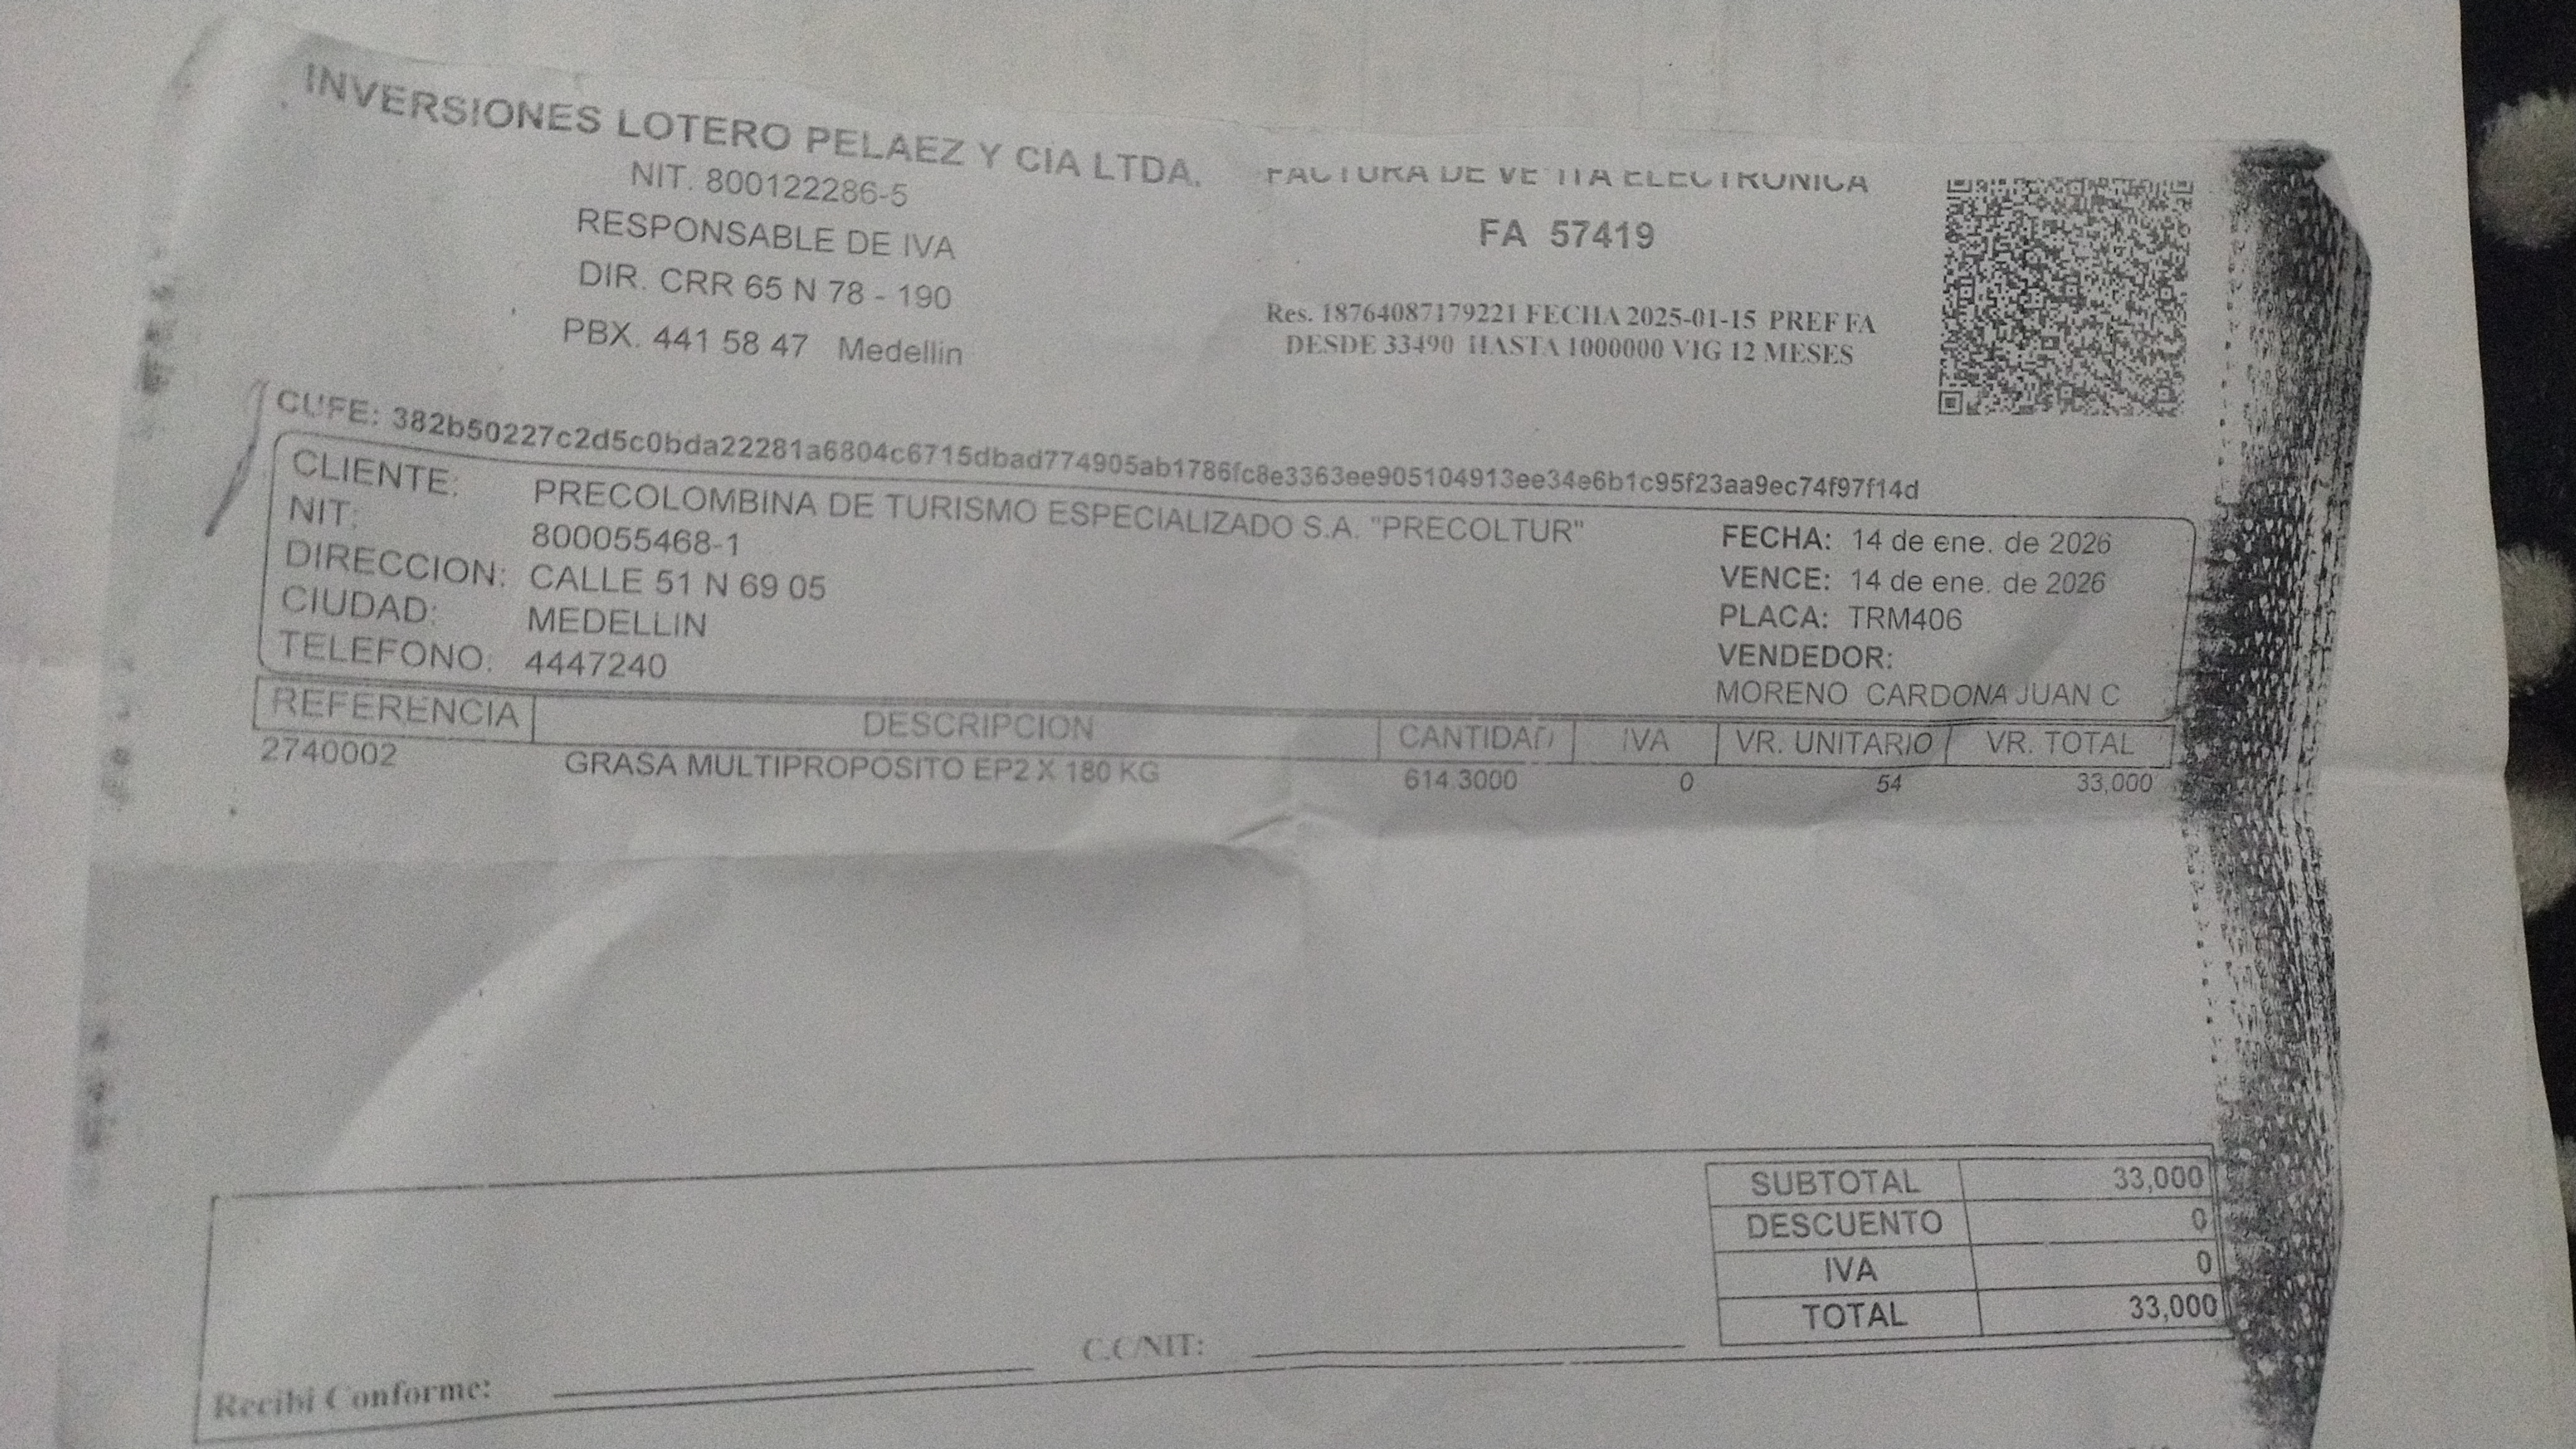 INVERSIONES LOTERO PELAEZ Y CIA LTDA.
NIT. 800122286-5
RESPONSABLE DE IVA
DIR. CRR 65 N 78 - 190
PBX. 441 58 47 Medellin
FACTURA DE VENTA ELECTRONICA
FA 57419
Res. 18764087179221 FECHA 2025-01-15 PREF FA
DESDE 33490 HASTA 1000000 VIG 12 MESES
CUFE: 382b50227c2d5c0bda22281a6804c6715dbad774905ab1786fc8e3363ee905104913ee34e6b1c95f23aa9ec74f97f14d
CLIENTE: PRECOLOMBINA DE TURISMO ESPECIALIZADO S.A. "PRECOLTUR"
NIT: 800055468-1
DIRECCION: CALLE 51 N 69 05
CIUDAD: MEDELLIN
TELEFONO: 4447240
FECHA: 14 de ene. de 2026
VENCE: 14 de ene. de 2026
PLACA: TRM406
VENDEDOR:
MORENO CARDONA JUAN C
REFERENCIA DESCRIPCION CANTIDAD IVA VR. UNITARIO VR. TOTAL
2740002 GRASA MULTIPROPOSITO EP2 X 180 KG 614.3000 0 54 33,000
SUBTOTAL 33,000
DESCUENTO 0
IVA 0
TOTAL 33,000
Recibi Conforme: C.C/NIT: